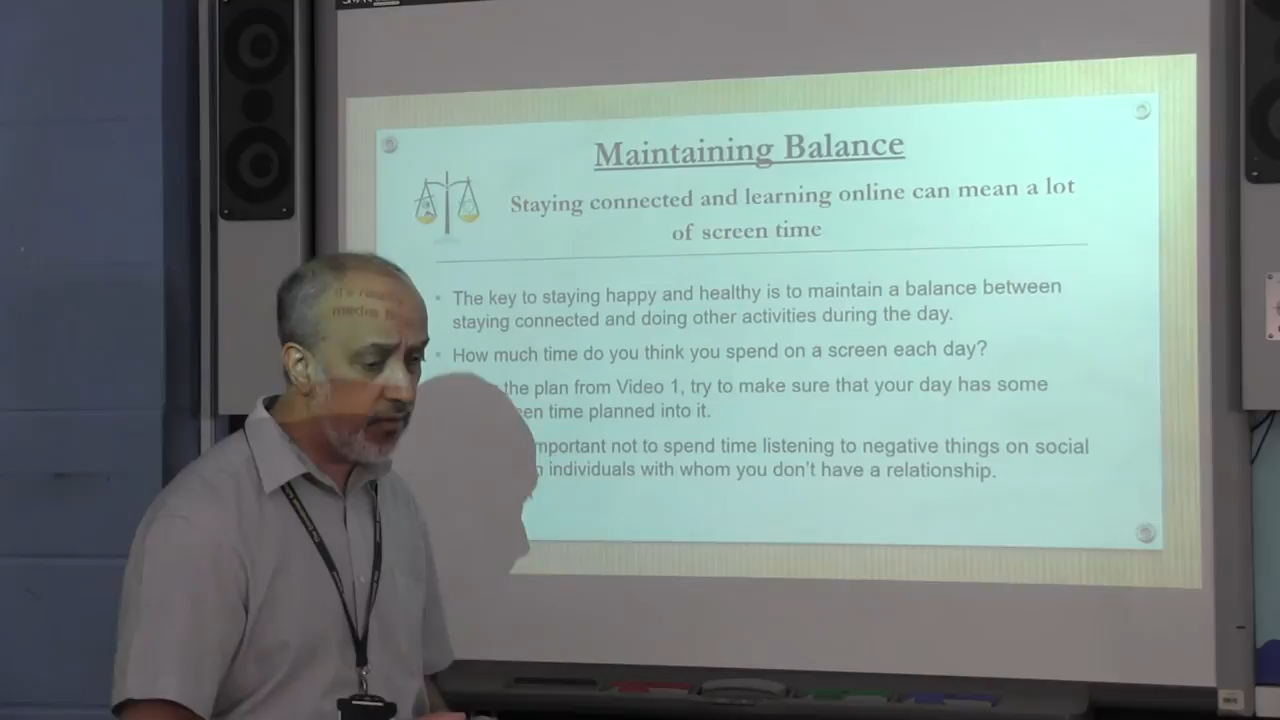 Maintaining Balance
Staying connected and learning online can mean a lot
of screen time
The key to staying happy and healthy is to maintain a balance between
staying connected and doing other activities during the day.
How much time do you think you spend on a screen each day?
the plan from Video 1, try to make sure that your day has some
en time planned into it.
mportant not to spend time listening to negative things on social
individuals with whom you don't have a relationship.